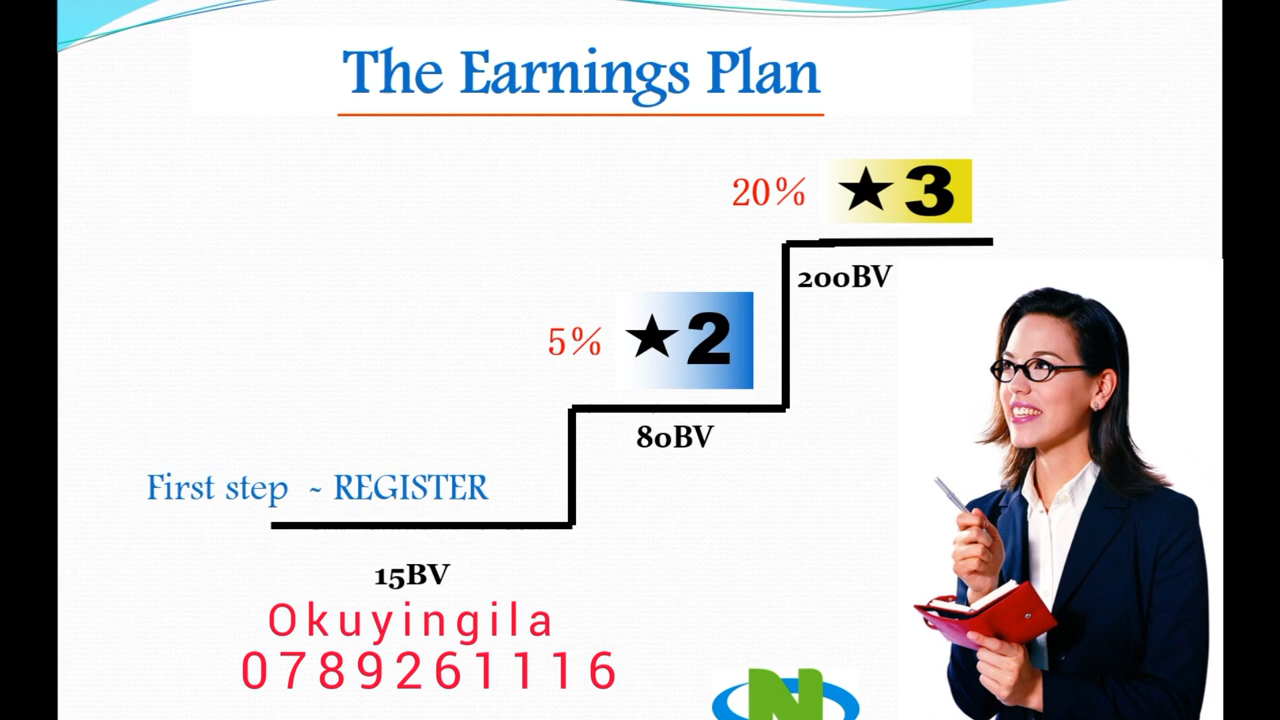 The Earnings Plan
20% ★3
200BV
5% ★2
80BV
First step ~ REGISTER
15BV
Okuyingila
0789261116
N